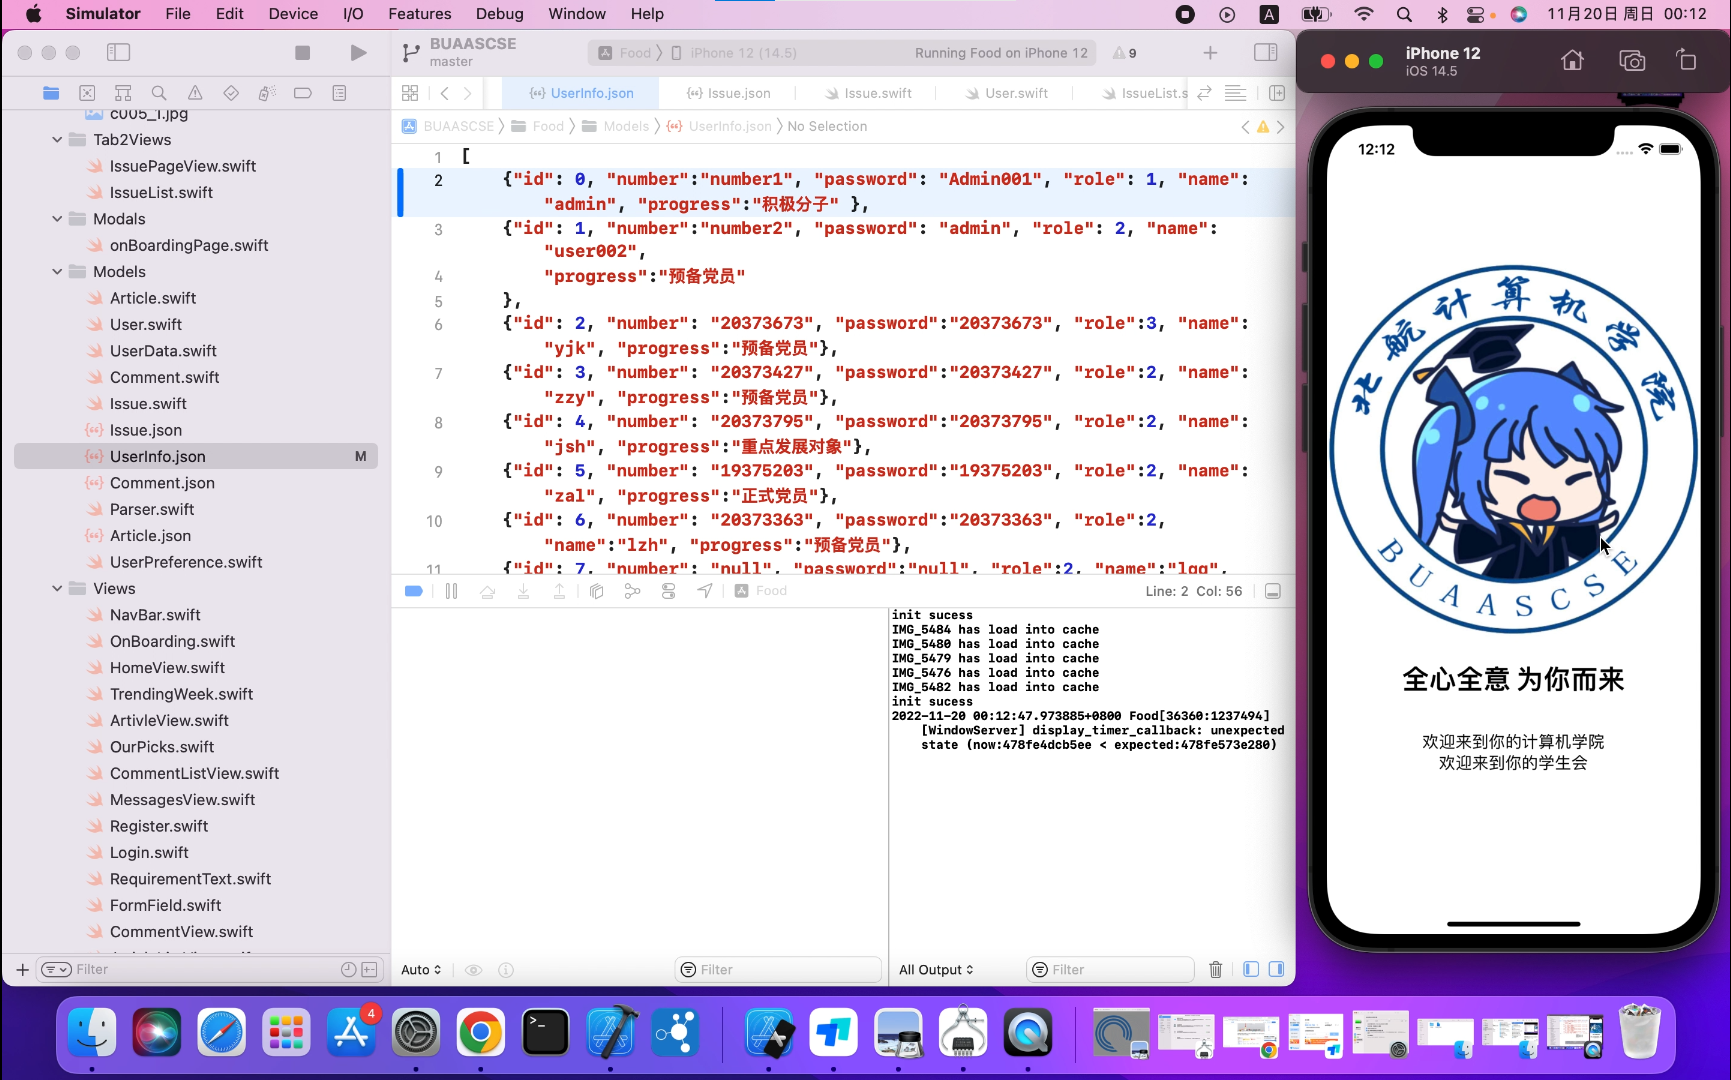 Simulator File Edit Device I/O Features Debug Window Help
A 11月20日 周日 00:12
BUAASCSE
master
Food 〉 iPhone 12 (14.5)
Running Food on iPhone 12
9
UserInfo.json
Issue.json
Issue.swift
User.swift
IssueList.s
BUAASCSE 〉 Food 〉 Models 〉 UserInfo.json 〉 No Selection
c005_1.jpg
Tab2Views
IssuePageView.swift
IssueList.swift
Modals
onBoardingPage.swift
Models
Article.swift
User.swift
UserData.swift
Comment.swift
Issue.swift
Issue.json
UserInfo.json M
Comment.json
Parser.swift
Article.json
UserPreference.swift
Views
NavBar.swift
OnBoarding.swift
HomeView.swift
TrendingWeek.swift
ArtivleView.swift
OurPicks.swift
CommentListView.swift
MessagesView.swift
Register.swift
Login.swift
RequirementText.swift
FormField.swift
CommentView.swift
Filter
1 [
2 {"id": 0, "number":"number1", "password": "Admin001", "role": 1, "name":
"admin", "progress":"积极分子" },
3 {"id": 1, "number":"number2", "password": "admin", "role": 2, "name":
"user002",
4 "progress":"预备党员"
5 },
6 {"id": 2, "number": "20373673", "password":"20373673", "role":3, "name":
"yjk", "progress":"预备党员"},
7 {"id": 3, "number": "20373427", "password":"20373427", "role":2, "name":
"zzy", "progress":"预备党员"},
8 {"id": 4, "number": "20373795", "password":"20373795", "role":2, "name":
"jsh", "progress":"重点发展对象"},
9 {"id": 5, "number": "19375203", "password":"19375203", "role":2, "name":
"zal", "progress":"正式党员"},
10 {"id": 6, "number": "20373363", "password":"20373363", "role":2,
"name":"lzh", "progress":"预备党员"},
11 {"id": 7, "number": "null", "password":"null", "role":2, "name":"lqq",
Food
Line: 2 Col: 56
init sucess
IMG_5484 has load into cache
IMG_5480 has load into cache
IMG_5479 has load into cache
IMG_5476 has load into cache
IMG_5482 has load into cache
init sucess
2022-11-20 00:12:47.973885+0800 Food[36360:1237494]
[WindowServer] display_timer_callback: unexpected
state (now:478fe4dcb5ee < expected:478fe573e280)
Auto
Filter
All Output
Filter
iPhone 12
iOS 14.5
12:12
北航计算机学院
BUAASCSE
全心全意 为你而来
欢迎来到你的计算机学院
欢迎来到你的学生会
4